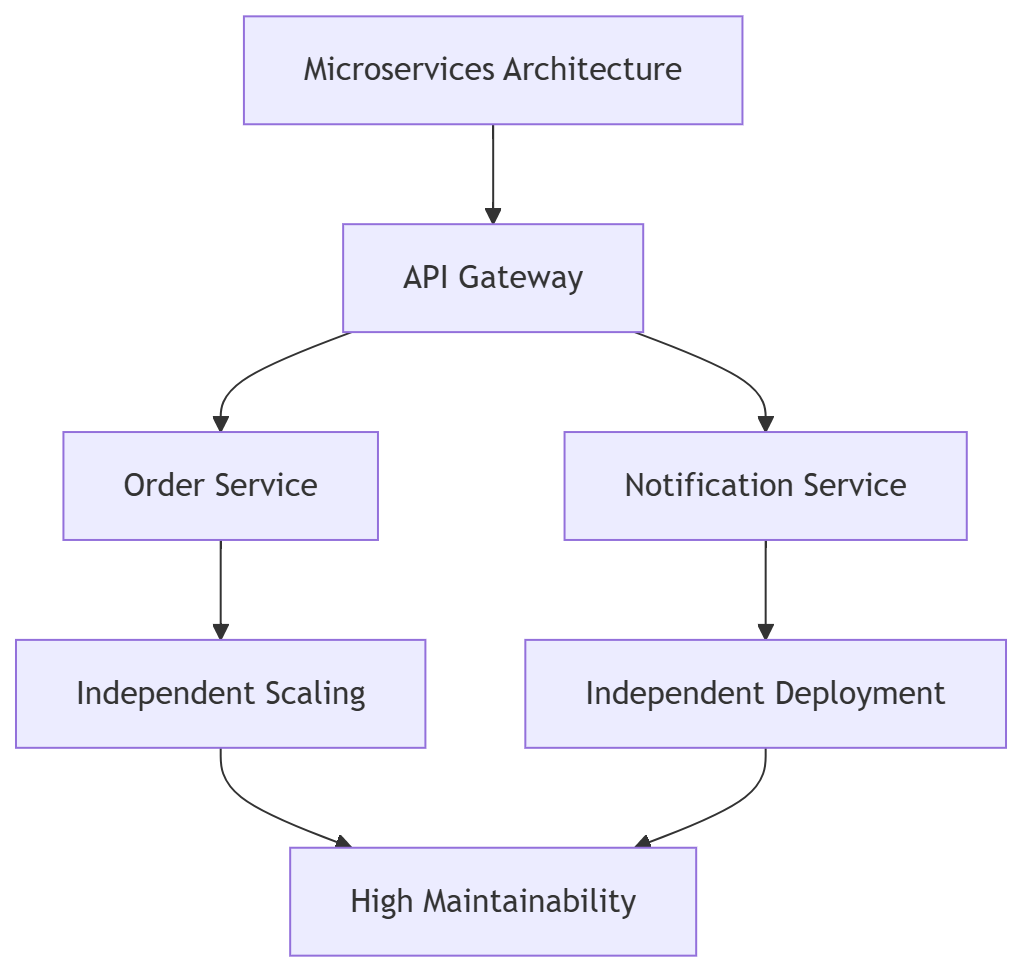 Microservices Architecture
API Gateway
Order Service
Notification Service
Independent Scaling
Independent Deployment
High Maintainability